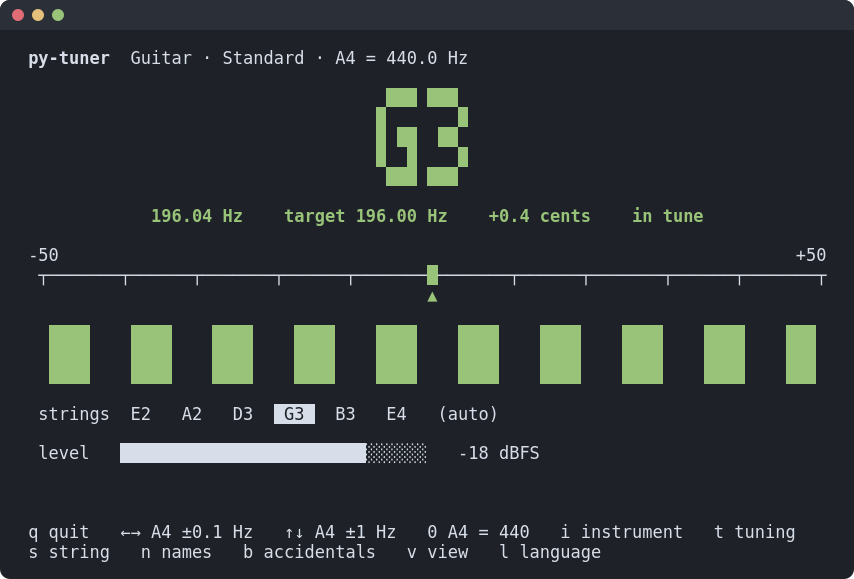 py-tuner  Guitar · Standard · A4 = 440.0 Hz
G3
196.04 Hz    target 196.00 Hz    +0.4 cents    in tune
-50    +50
strings  E2   A2   D3   G3   B3   E4   (auto)
level    -18 dBFS
q quit   ←→ A4 ±0.1 Hz   ↑↓ A4 ±1 Hz   0 A4 = 440   i instrument   t tuning
s string   n names   b accidentals   v view   l language